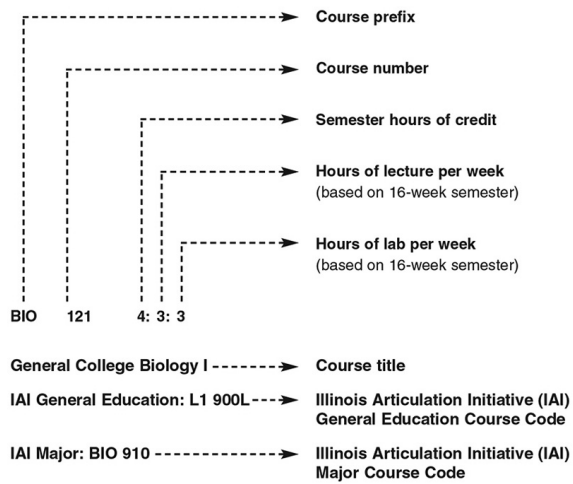 Course prefix
Course number
Semester hours of credit
Hours of lecture per week
(based on 16-week semester)
Hours of lab per week
(based on 16-week semester)
BIO 121 4: 3: 3
General College Biology I Course title
IAI General Education: L1 900L Illinois Articulation Initiative (IAI)
General Education Course Code
IAI Major: BIO 910 Illinois Articulation Initiative (IAI)
Major Course Code